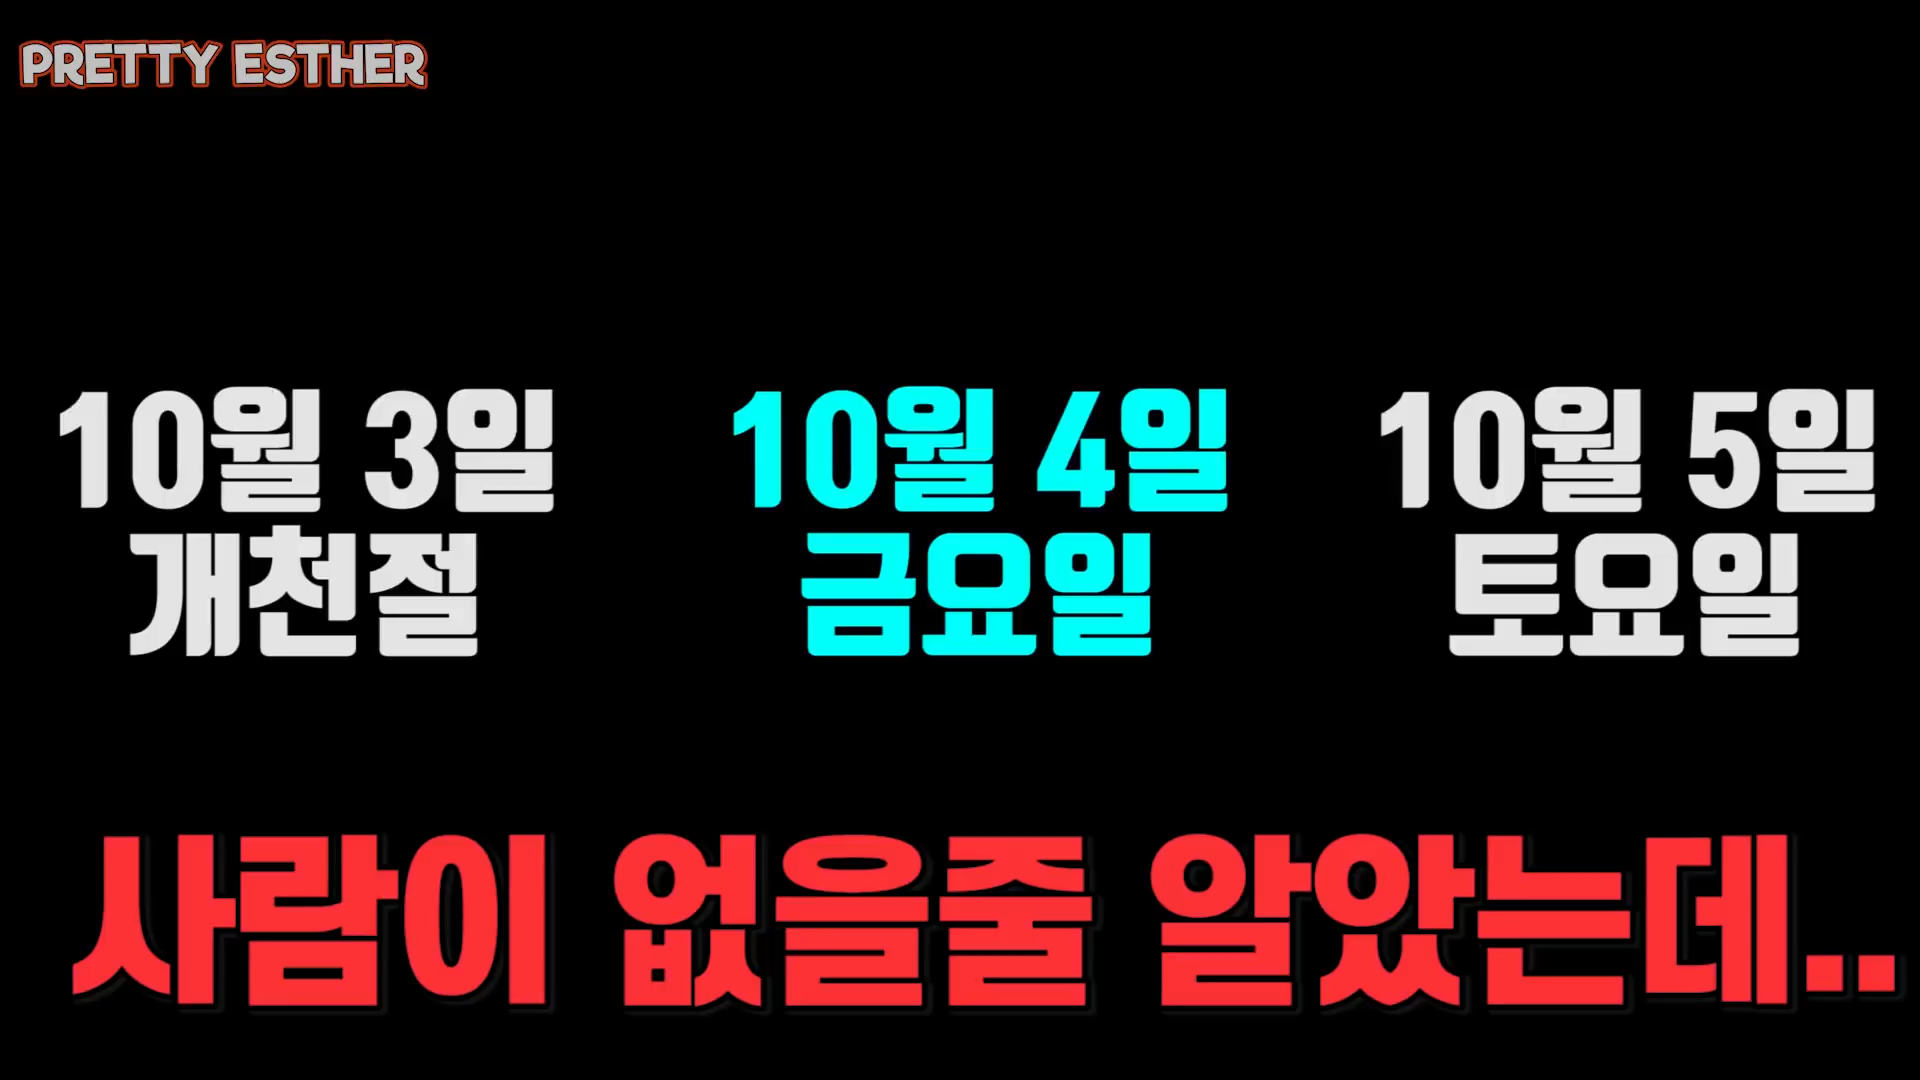 PRETTY ESTHER
10월 3일
개천절
10월 4일
금요일
10월 5일
토요일
사람이 없을줄 알았는데..